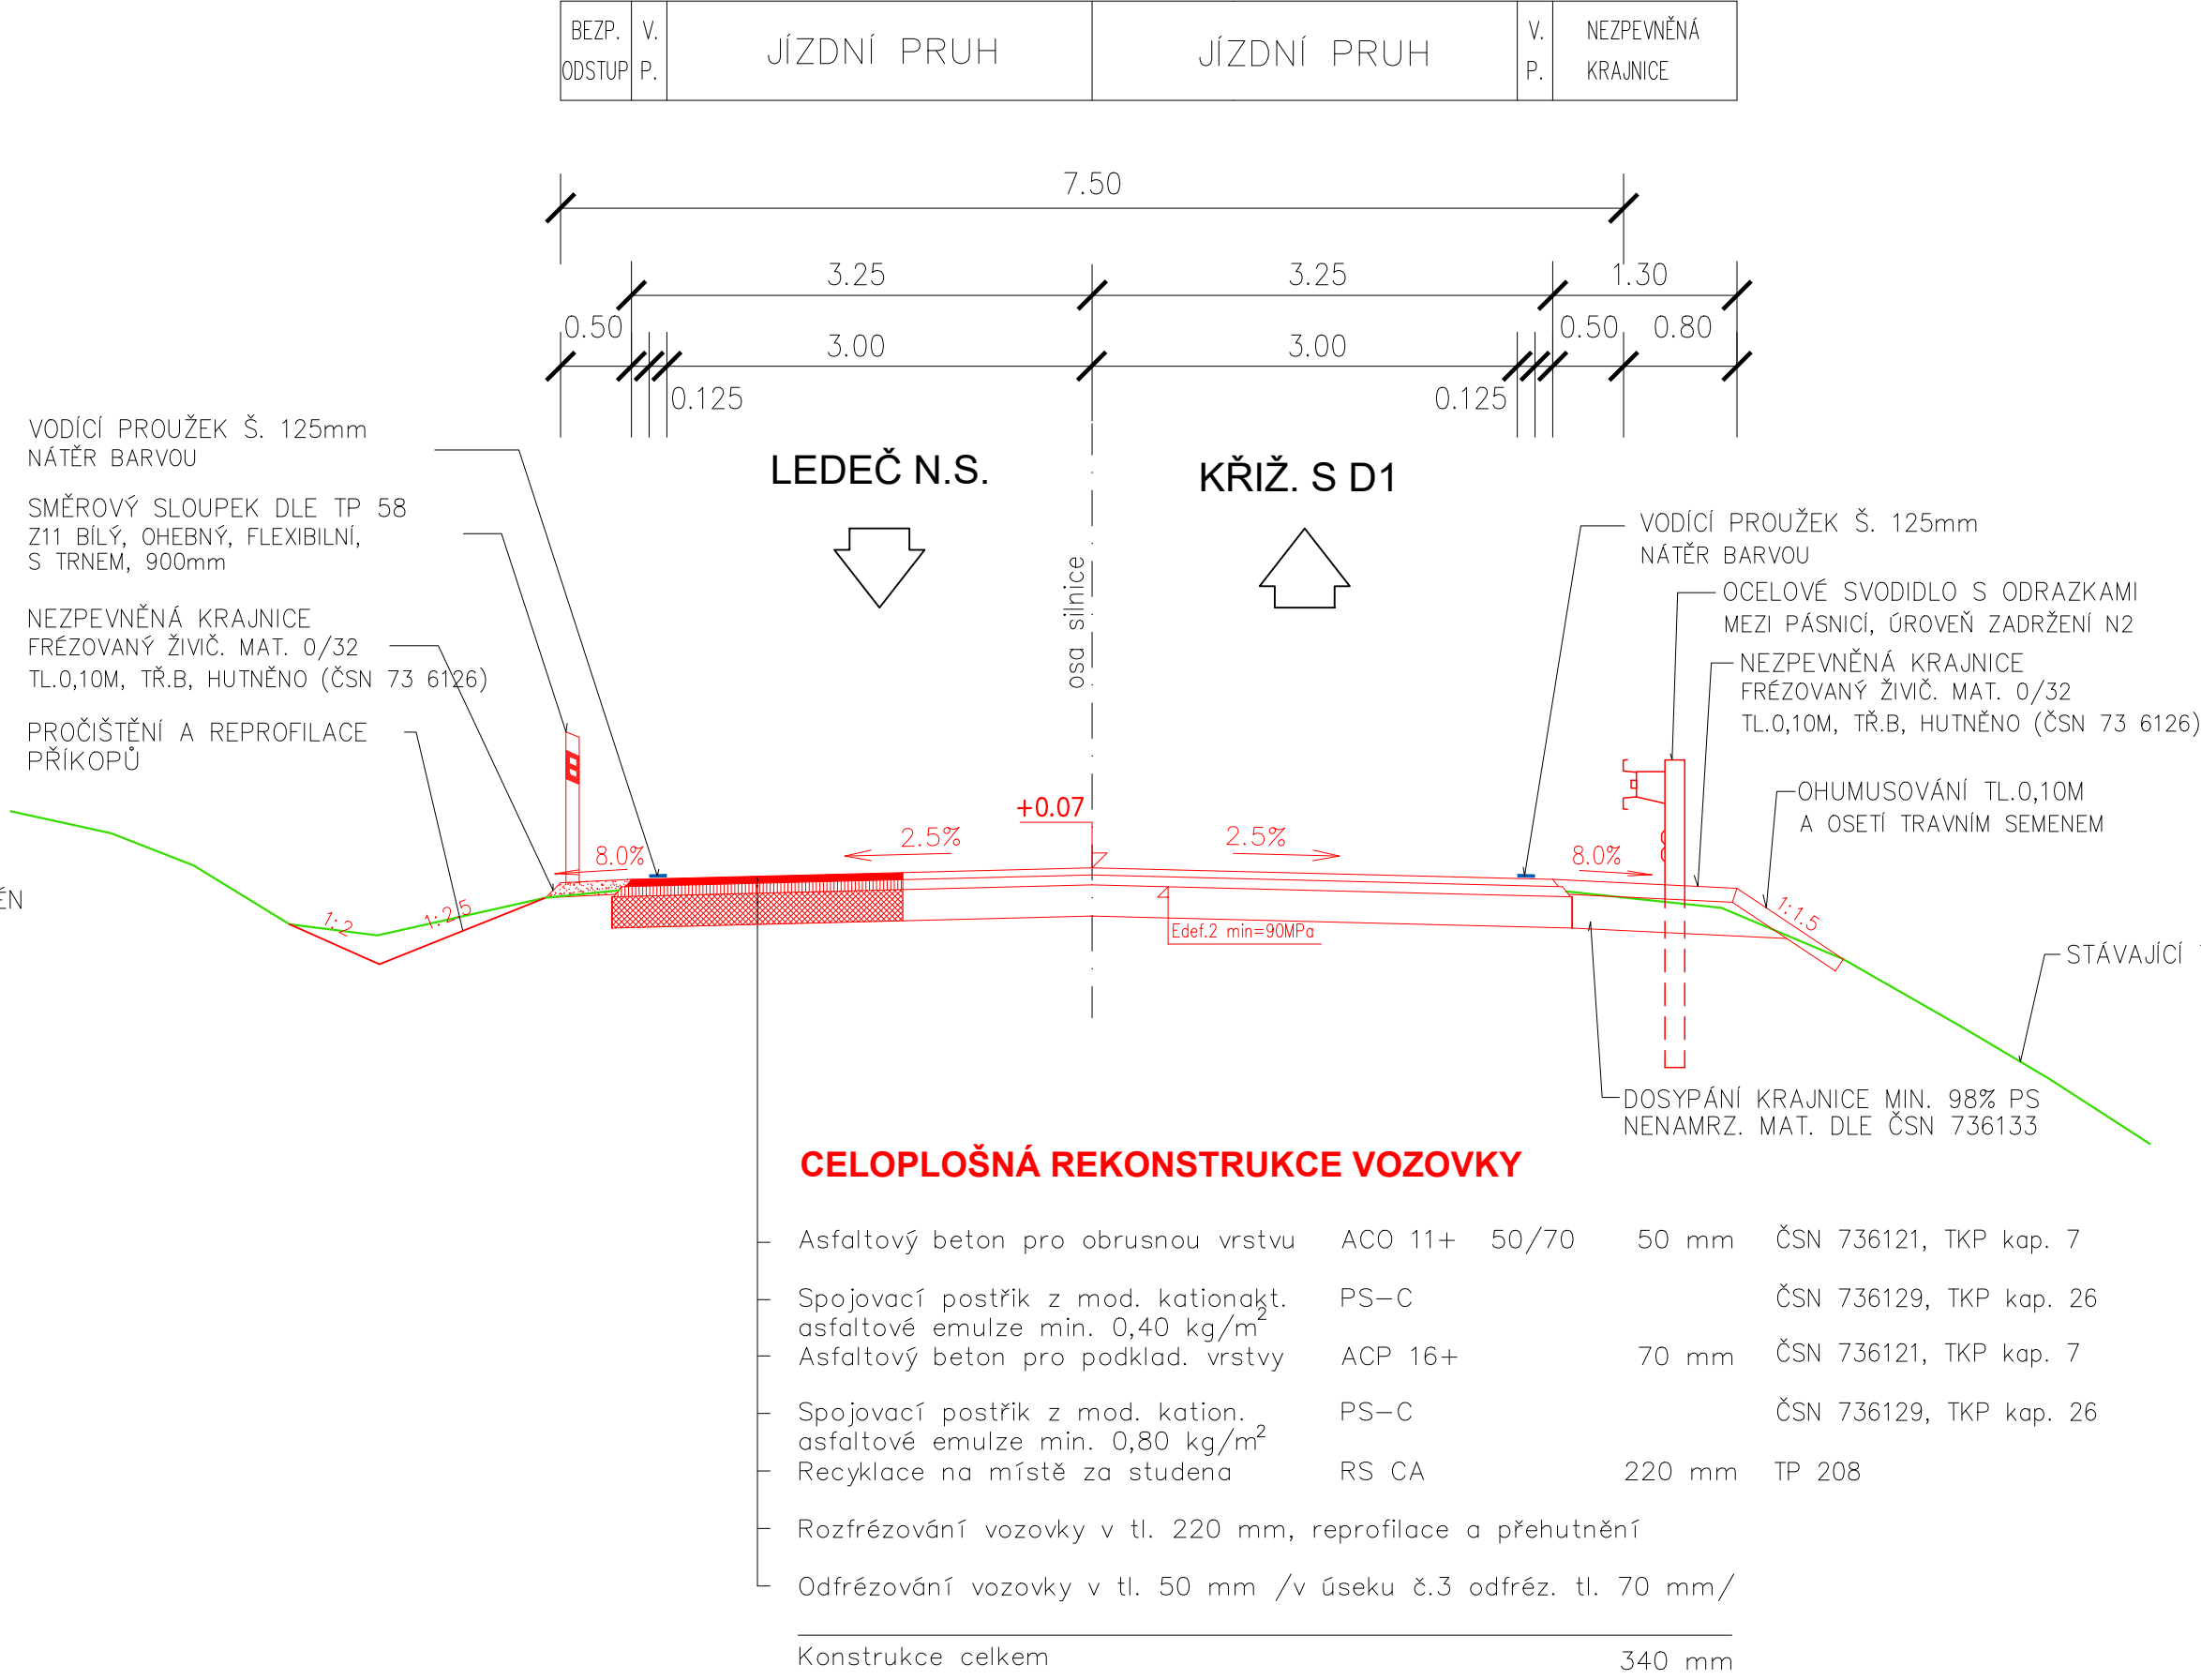 BEZP.
ODSTUP
V.
P.
JÍZDNÍ PRUH
JÍZDNÍ PRUH
V.
P.
NEZPEVNĚNÁ
KRAJNICE
7.50
3.25
3.25
1.30
0.50
3.00
3.00
0.50
0.80
0.125
0.125
LEDEČ N.S.
KŘIŽ. S D1
osa silnice
VODÍCÍ PROUŽEK Š. 125mm
NÁTĚR BARVOU
SMĚROVÝ SLOUPEK DLE TP 58
Z11 BÍLÝ, OHEBNÝ, FLEXIBILNÍ,
S TRNEM, 900mm
NEZPEVNĚNÁ KRAJNICE
FRÉZOVANÝ ŽIVIČ. MAT. 0/32
TL.0,10M, TŘ.B, HUTNĚNO (ČSN 73 6126)
PROČIŠTĚNÍ A REPROFILACE
PŘÍKOPŮ
VODÍCÍ PROUŽEK Š. 125mm
NÁTĚR BARVOU
OCELOVÉ SVODIDLO S ODRAZKAMI
MEZI PÁSNICÍ, ÚROVEŇ ZADRŽENÍ N2
NEZPEVNĚNÁ KRAJNICE
FRÉZOVANÝ ŽIVIČ. MAT. 0/32
TL.0,10M, TŘ.B, HUTNĚNO (ČSN 73 6126)
OHUMUSOVÁNÍ TL.0,10M
A OSETÍ TRAVNÍM SEMENEM
+0.07
8.0%
2.5%
2.5%
8.0%
1:2
1:2.5
1:1.5
Edef.2 min=90MPa
STÁVAJÍCÍ
DOSYPÁNÍ KRAJNICE MIN. 98% PS
NENAMRZ. MAT. DLE ČSN 736133
CELOPLOŠNÁ REKONSTRUKCE VOZOVKY
Asfaltový beton pro obrusnou vrstvu ACO 11+ 50/70 50 mm ČSN 736121, TKP kap. 7
Spojovací postřik z mod. kationakt. PS-C ČSN 736129, TKP kap. 26
asfaltové emulze min. 0,40 kg/m²
Asfaltový beton pro podklad. vrstvy ACP 16+ 70 mm ČSN 736121, TKP kap. 7
Spojovací postřik z mod. kation. PS-C ČSN 736129, TKP kap. 26
asfaltové emulze min. 0,80 kg/m²
Recyklace na místě za studena RS CA 220 mm TP 208
Rozfrézování vozovky v tl. 220 mm, reprofilace a přehutnění
Odfrézování vozovky v tl. 50 mm /v úseku č.3 odfréz. tl. 70 mm/
Konstrukce celkem 340 mm